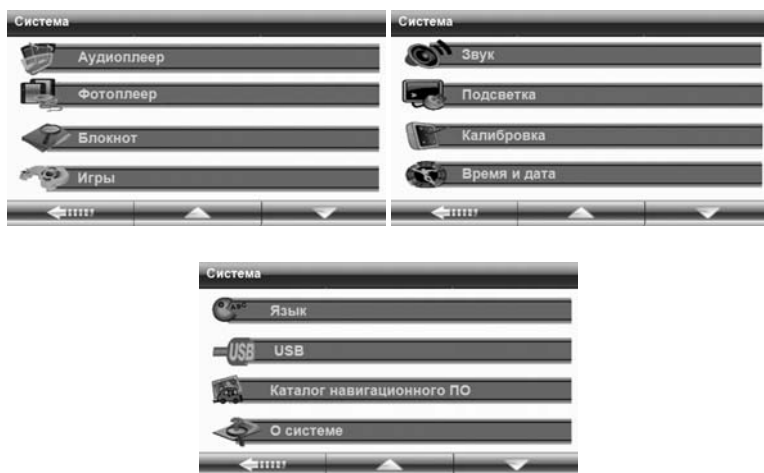 Система
Аудиоплеер
Фотоплеер
Блокнот
Игры
Система
Звук
Подсветка
Калибровка
Время и дата
Система
Язык
USB
USB
Каталог навигационного ПО
О системе